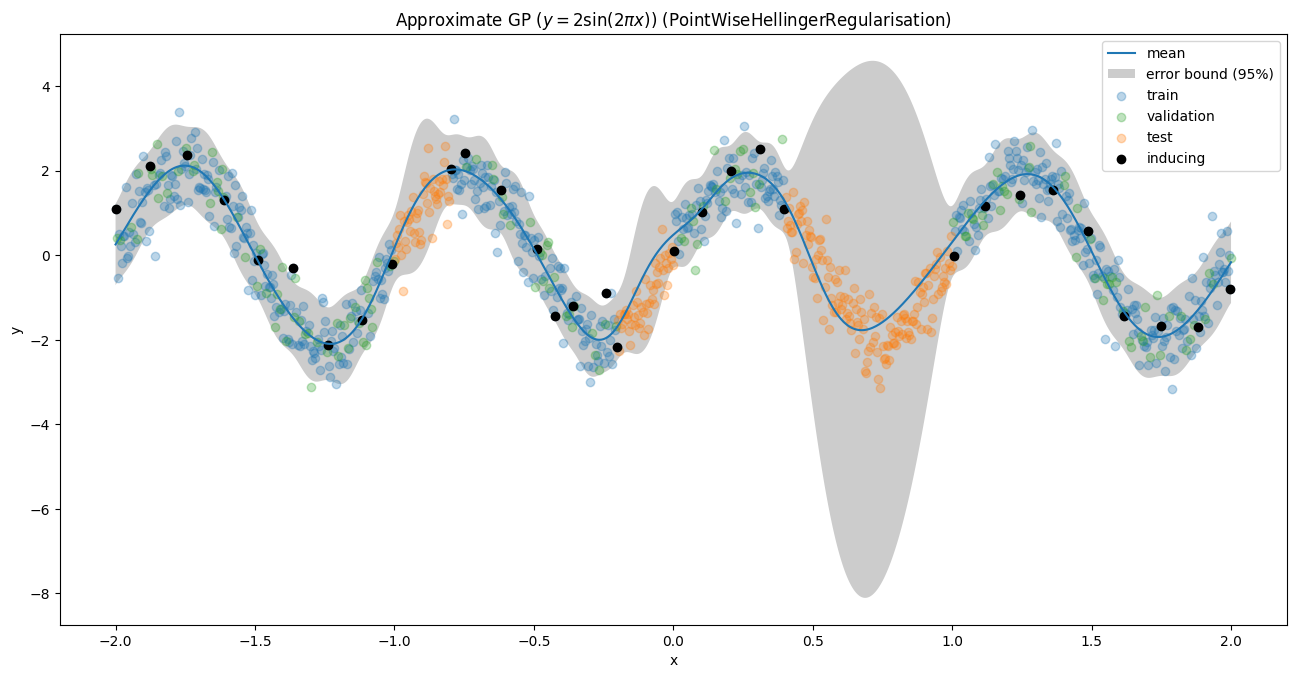 Approximate GP (y = 2sin(2πx)) (PointWiseHellingerRegularisation)
mean
error bound (95%)
train
validation
test
inducing
y
4
2
0
−2
−4
−6
−8
−2.0 −1.5 −1.0 −0.5 0.0 0.5 1.0 1.5 2.0
x